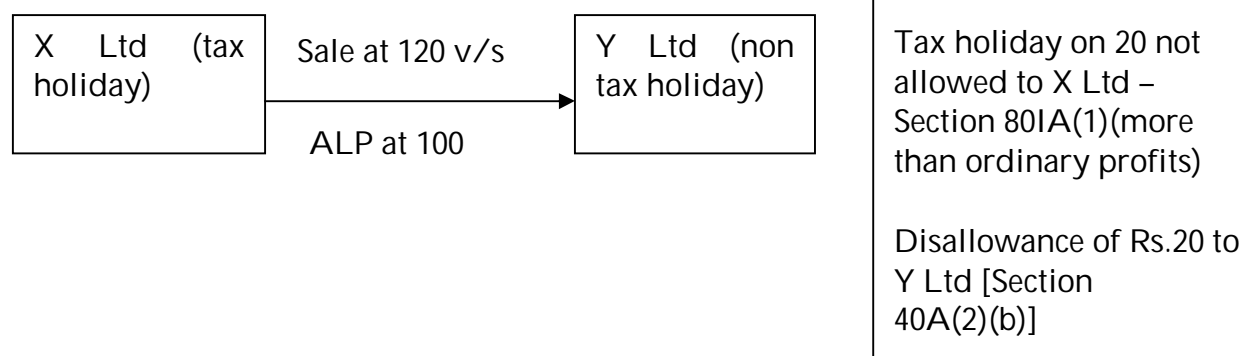 X Ltd (tax
holiday)
Sale at 120 v/s
ALP at 100
Y Ltd (non
tax holiday)
Tax holiday on 20 not
allowed to X Ltd –
Section 80IA(1)(more
than ordinary profits)
Disallowance of Rs.20 to
Y Ltd [Section
40A(2)(b)]